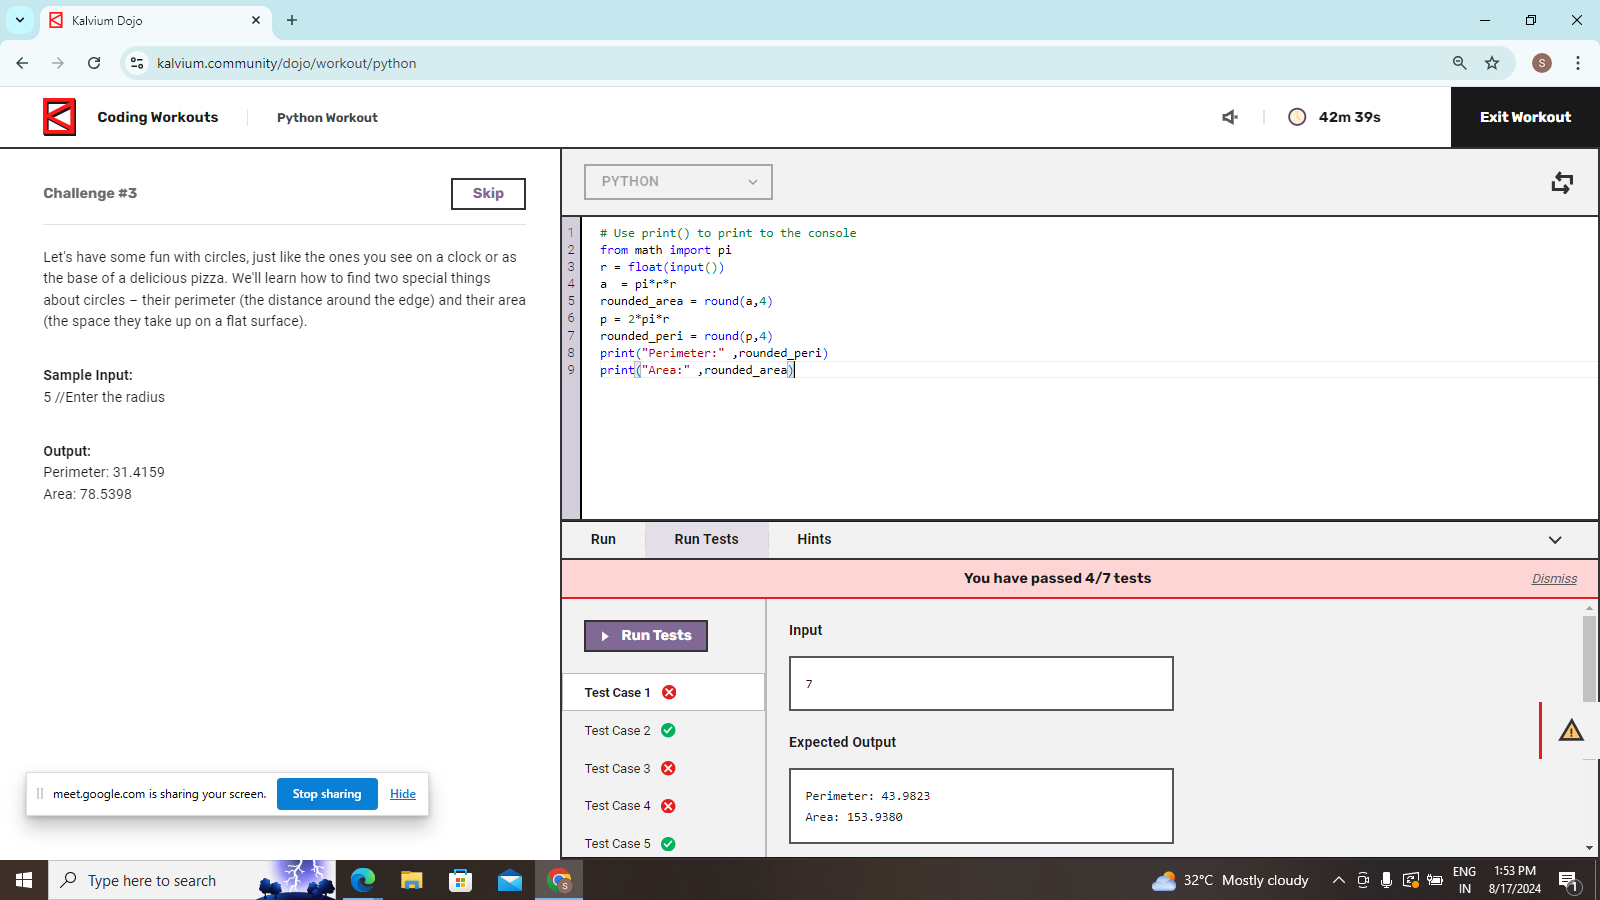 Kalvium Dojo
kalvium.community/dojo/workout/python
S
Coding Workouts
Python Workout
42m 39s
Exit Workout
Challenge #3
Skip
Let's have some fun with circles, just like the ones you see on a clock or as
the base of a delicious pizza. We'll learn how to find two special things
about circles – their perimeter (the distance around the edge) and their area
(the space they take up on a flat surface).
Sample Input:
5 //Enter the radius
Output:
Perimeter: 31.4159
Area: 78.5398
PYTHON
1 # Use print() to print to the console
2 from math import pi
3 r = float(input())
4 a  = pi*r*r
5 rounded_area = round(a,4)
6 p = 2*pi*r
7 rounded_peri = round(p,4)
8 print("Perimeter:" ,rounded_peri)
9 print("Area:" ,rounded_area)
Run
Run Tests
Hints
You have passed 4/7 tests
Dismiss
Run Tests
Test Case 1
Test Case 2
Test Case 3
Test Case 4
Test Case 5
Input
7
Expected Output
Perimeter: 43.9823
Area: 153.9380
meet.google.com is sharing your screen.
Stop sharing
Hide
Type here to search
S
32°C Mostly cloudy
ENG
IN
1:53 PM
8/17/2024
1